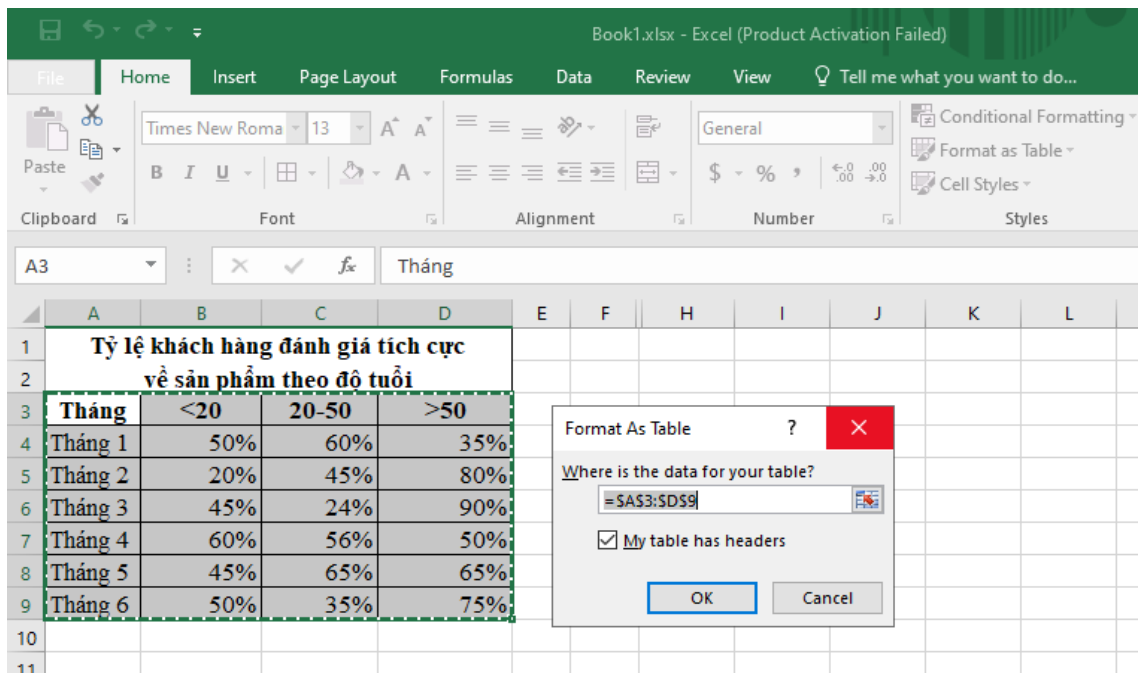 Book1.xlsx - Excel (Product Activation Failed)
File Home Insert Page Layout Formulas Data Review View Tell me what you want to do...
Times New Roma 13 A A General Conditional Formatting
Paste B I U A $ % , Format as Table
Cell Styles
Clipboard Font Alignment Number Styles
A3 fx Tháng
A B C D E F H I J K L
1 Tỷ lệ khách hàng đánh giá tích cực
2 về sản phẩm theo độ tuổi
3 Tháng <20 20-50 >50
4 Tháng 1 50% 60% 35%
5 Tháng 2 20% 45% 80%
6 Tháng 3 45% 24% 90%
7 Tháng 4 60% 56% 50%
8 Tháng 5 45% 65% 65%
9 Tháng 6 50% 35% 75%
10
11
Format As Table ?
Where is the data for your table?
=$A$3:$D$9
My table has headers
OK Cancel